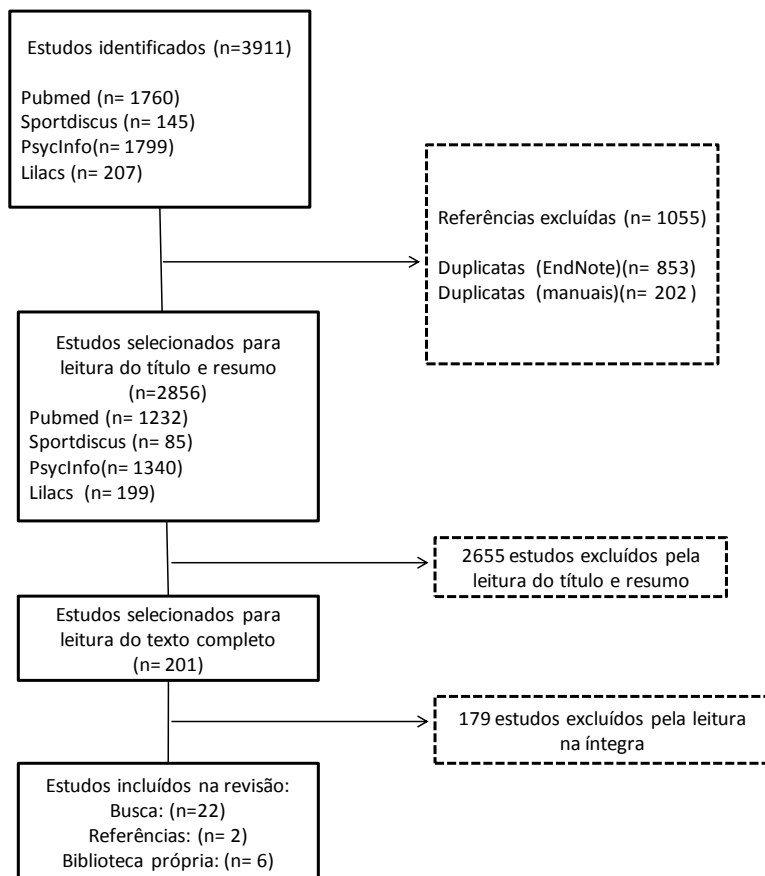 Estudos identificados (n=3911)
Pubmed (n= 1760)
Sportdiscus (n= 145)
PsycInfo(n= 1799)
Lilacs (n= 207)
Referências excluídas (n= 1055)
Duplicatas (EndNote)(n= 853)
Duplicatas (manuais)(n= 202)
Estudos selecionados para
leitura do título e resumo
(n=2856)
Pubmed (n= 1232)
Sportdiscus (n= 85)
PsycInfo(n= 1340)
Lilacs (n= 199)
2655 estudos excluídos pela
leitura do título e resumo
Estudos selecionados para
leitura do texto completo
(n= 201)
179 estudos excluídos pela leitura
na íntegra
Estudos incluídos na revisão:
Busca: (n=22)
Referências: (n= 2)
Biblioteca própria: (n= 6)